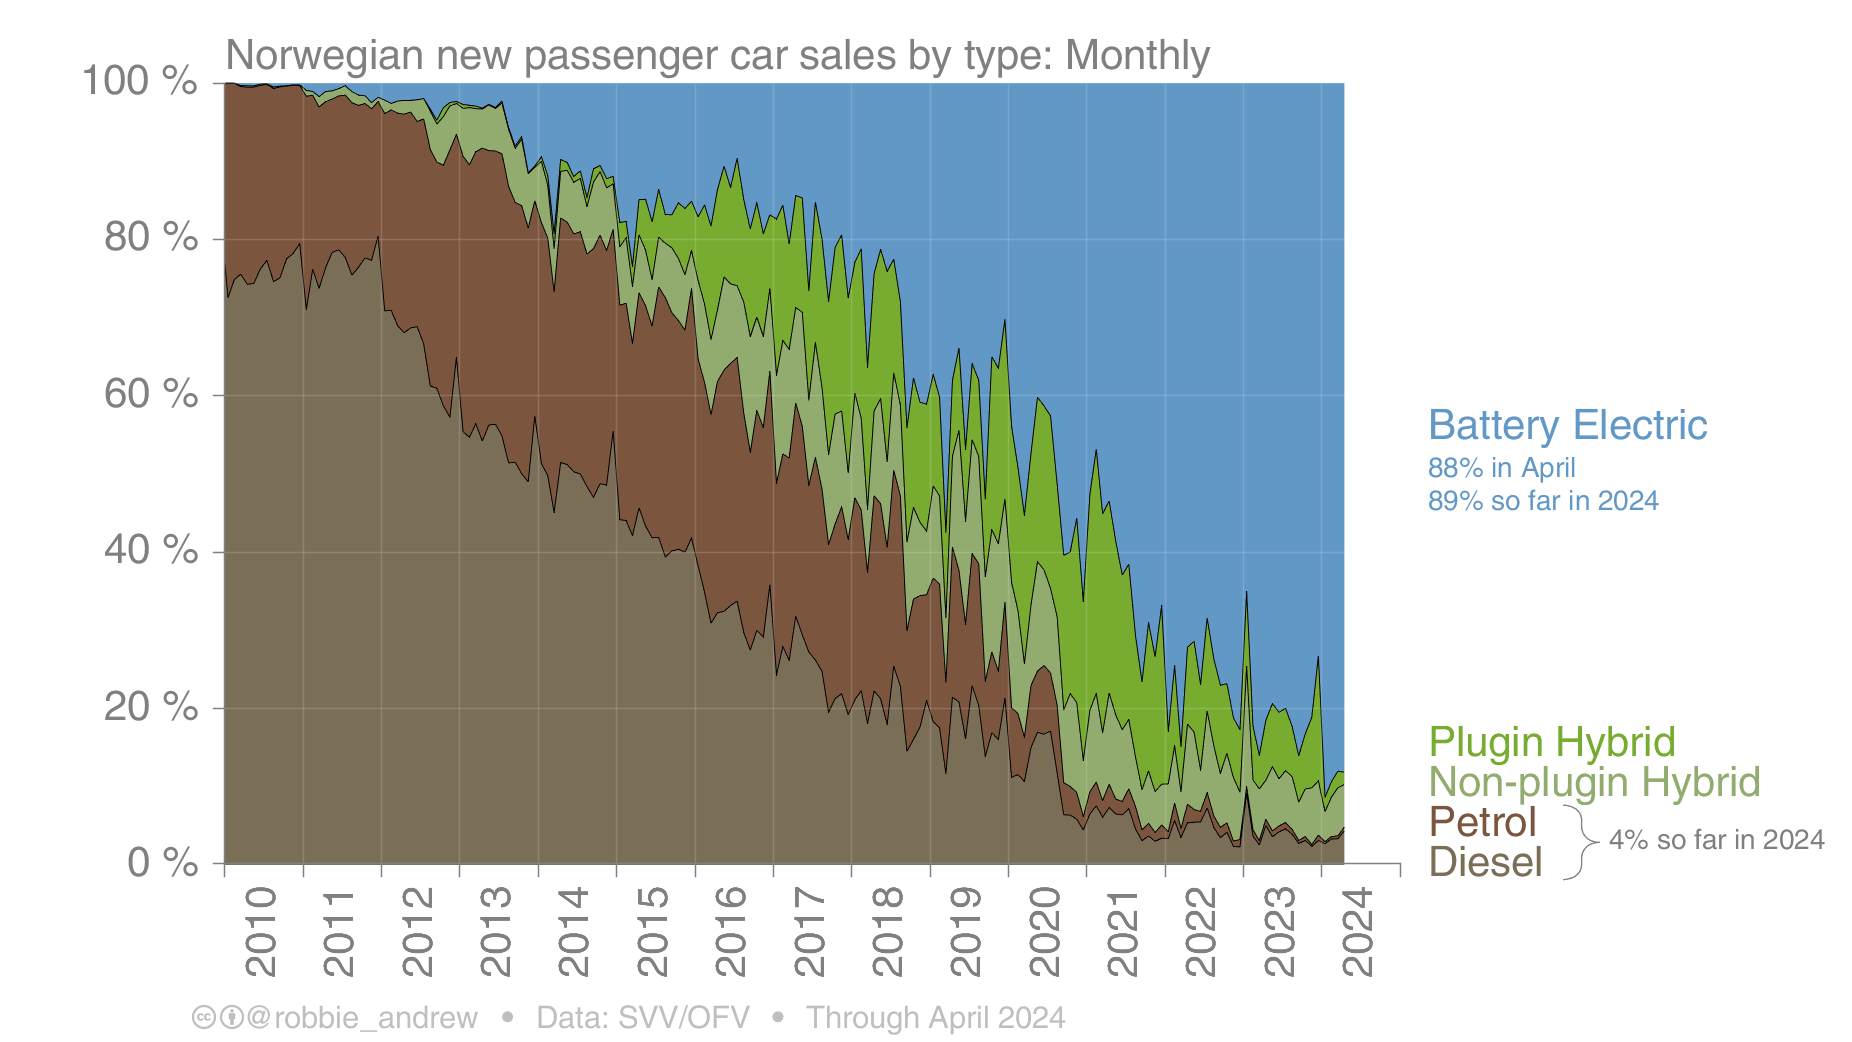 Norwegian new passenger car sales by type: Monthly
100 %
80 %
60 %
40 %
20 %
0 %
2010
2011
2012
2013
2014
2015
2016
2017
2018
2019
2020
2021
2022
2023
2024
Battery Electric
88% in April
89% so far in 2024
Plugin Hybrid
Non-plugin Hybrid
Petrol
Diesel
4% so far in 2024
cc @robbie_andrew • Data: SVV/OFV • Through April 2024